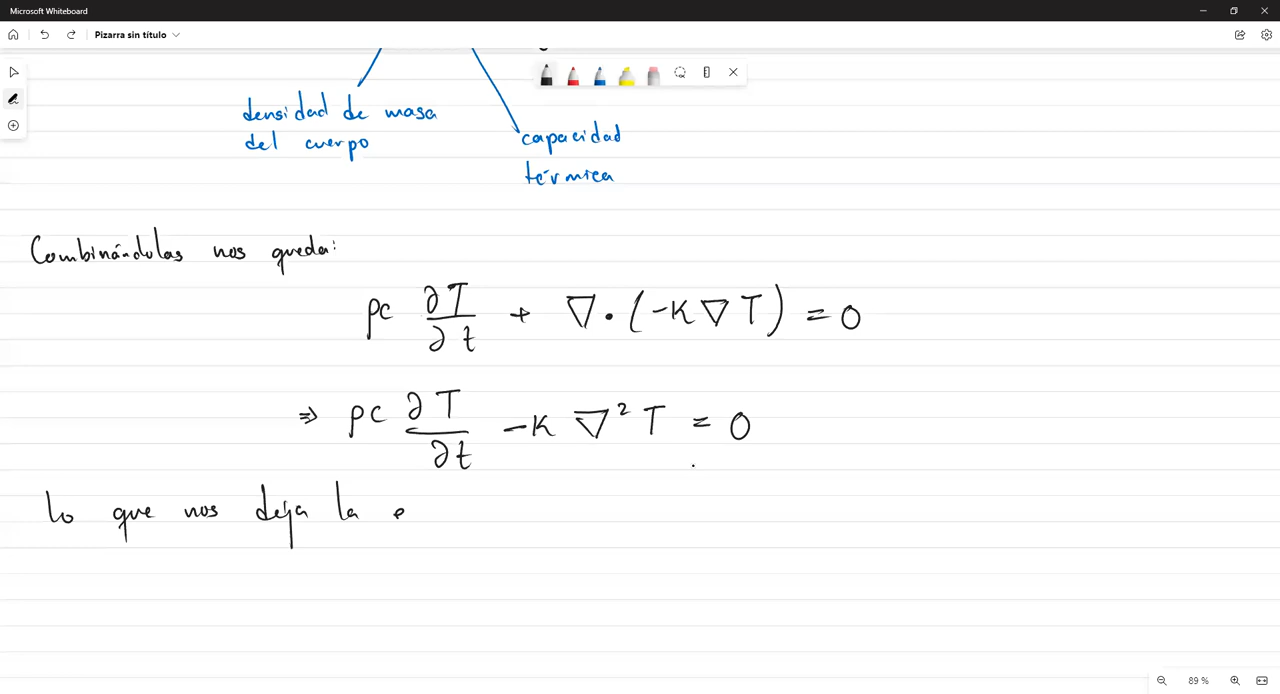 Microsoft Whiteboard
Pizarra sin título
densidad de masa
del cuerpo
capacidad
térmica
Combinándolas nos queda:
ρc ∂T/∂t + ∇·(-K∇T) = 0
⇒ ρc ∂T/∂t -K∇²T = 0
lo que nos deja la e
89 %